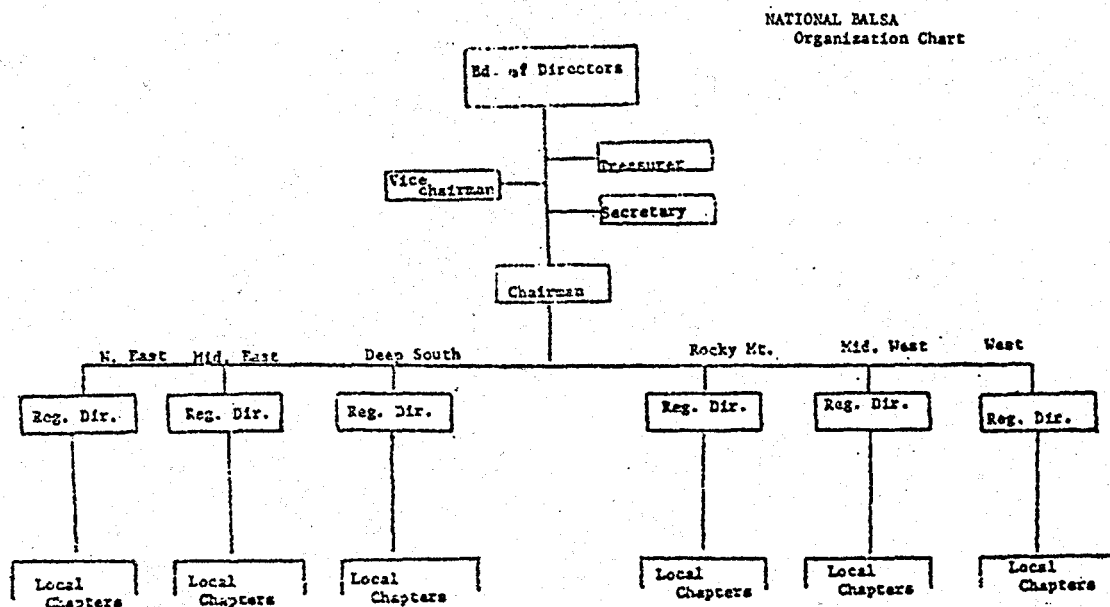 NATIONAL BALSA
Organization Chart
Bd. of Directors
Treasurer
Vice
chairman
Secretary
Chairman
N. East Mid. East Deep South Rocky Mt. Mid. West West
Reg. Dir. Reg. Dir. Reg. Dir. Reg. Dir. Reg. Dir. Reg. Dir.
Local Local Local Local Local Local
Chapters Chapters Chapters Chapters Chapters Chapters